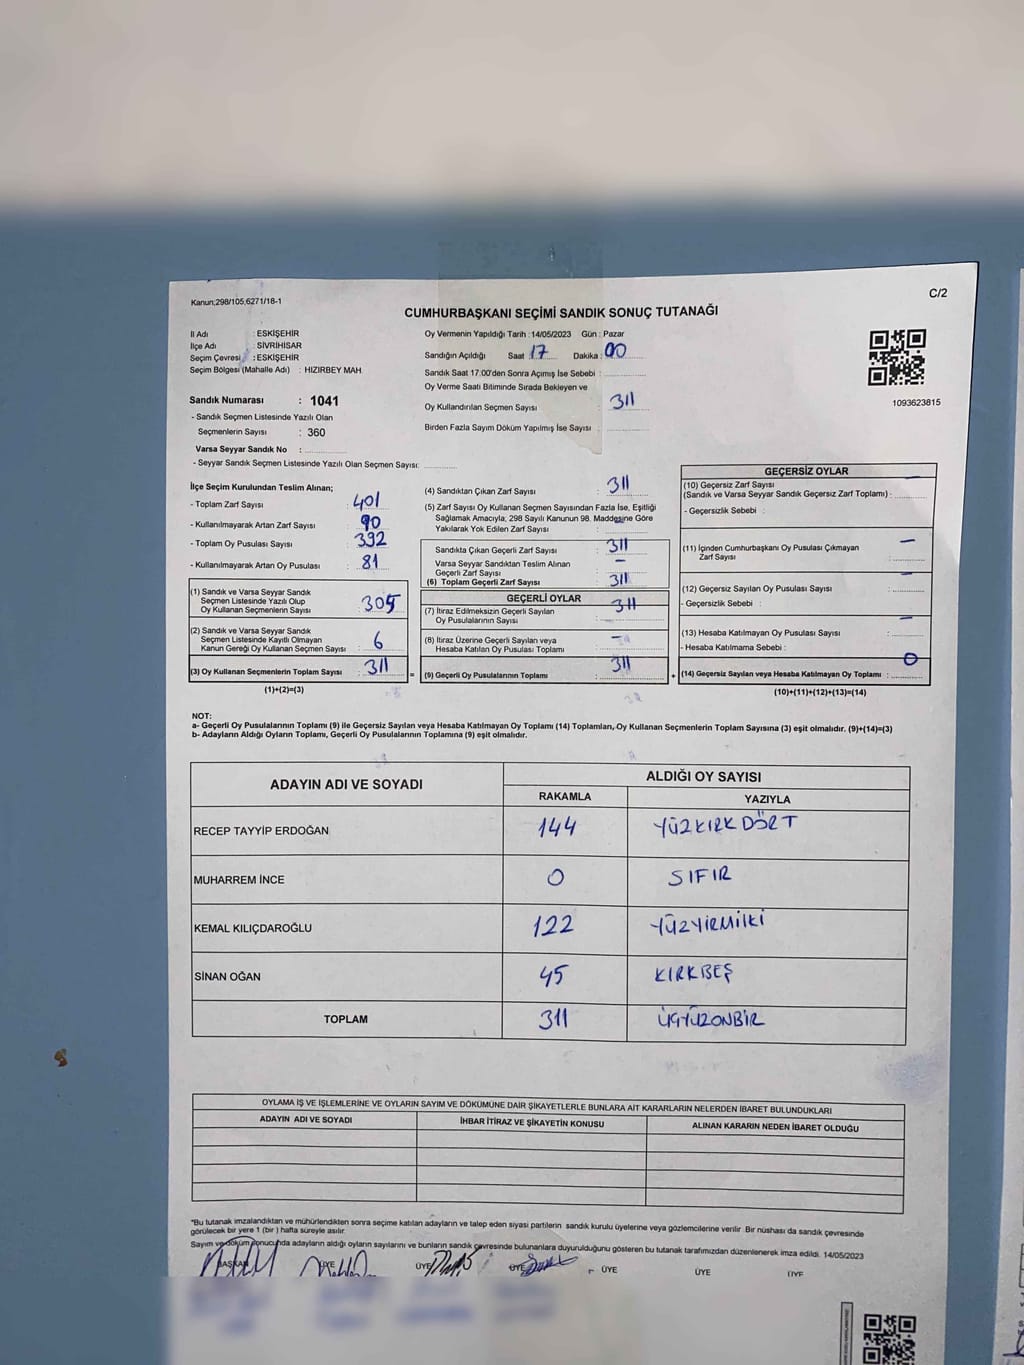 C/2
Kanun;298/105,6271/18-1
CUMHURBAŞKANI SEÇİMİ SANDIK SONUÇ TUTANAĞI
İl Adı : ESKİŞEHİR
İlçe Adı : SİVRİHİSAR
Seçim Çevresi : ESKİŞEHİR
Seçim Bölgesi (Mahalle Adı) : HIZIRBEY MAH.
Sandık Numarası : 1041
- Sandık Seçmen Listesinde Yazılı Olan
Seçmenlerin Sayısı : 360
Varsa Seyyar Sandık No :
- Seyyar Sandık Seçmen Listesinde Yazılı Olan Seçmen Sayısı:
Oy Vermenin Yapıldığı Tarih : 14/05/2023 Gün : Pazar
Sandığın Açıldığı Saat 17 Dakika : 00
Sandık Saat 17.00'den Sonra Açımış İse Sebebi :
Oy Verme Saati Bitiminde Sırada Bekleyen ve
Oy Kullandırılan Seçmen Sayısı : 311
Birden Fazla Sayım Döküm Yapılmış İse Sayısı :
1093623815
İlçe Seçim Kurulundan Teslim Alınan;
- Toplam Zarf Sayısı : 401
- Kullanılmayarak Artan Zarf Sayısı : 90
- Toplam Oy Pusulası Sayısı : 392
- Kullanılmayarak Artan Oy Pusulası : 81
(1) Sandık ve Varsa Seyyar Sandık
Seçmen Listesinde Yazılı Olup
Oy Kullanan Seçmenlerin Sayısı : 305
(2) Sandık ve Varsa Seyyar Sandık
Seçmen Listesinde Kayıtlı Olmayan
Kanun Gereği Oy Kullanan Seçmen Sayısı : 6
(3) Oy Kullanan Seçmenlerin Toplam Sayısı : 311
(1)+(2)=(3)
(4) Sandıktan Çıkan Zarf Sayısı : 311
(5) Zarf Sayısı Oy Kullanan Seçmen Sayısından Fazla İse, Eşitliği
Sağlamak Amacıyla, 298 Sayılı Kanunun 98. Maddesine Göre
Yakılarak Yok Edilen Zarf Sayısı : –
Sandıkta Çıkan Geçerli Zarf Sayısı : 311
Varsa Seyyar Sandıktan Teslim Alınan
Geçerli Zarf Sayısı : –
(6) Toplam Geçerli Zarf Sayısı : 311
GEÇERLİ OYLAR
(7) İtiraz Edilmeksizin Geçerli Sayılan
Oy Pusulalarının Sayısı : 311
(8) İtiraz Üzerine Geçerli Sayılan veya
Hesaba Katılan Oy Pusulası Toplamı : –
(9) Geçerli Oy Pusulalarının Toplamı : 311
GEÇERSİZ OYLAR
(10) Geçersiz Zarf Sayısı
(Sandık ve Varsa Seyyar Sandık Geçersiz Zarf Toplamı) : –
- Geçersizlik Sebebi :
(11) İçinden Cumhurbaşkanı Oy Pusulası Çıkmayan
Zarf Sayısı : –
(12) Geçersiz Sayılan Oy Pusulası Sayısı : –
- Geçersizlik Sebebi :
(13) Hesaba Katılmayan Oy Pusulası Sayısı : –
- Hesaba Katılmama Sebebi :
(14) Geçersiz Sayılan veya Hesaba Katılmayan Oy Toplamı : 0
(10)+(11)+(12)+(13)=(14)
NOT:
a- Geçerli Oy Pusulalarının Toplamı (9) ile Geçersiz Sayılan veya Hesaba Katılmayan Oy Toplamı (14) Toplamları, Oy Kullanan Seçmenlerin Toplam Sayısına (3) eşit olmalıdır. (9)+(14)=(3)
b- Adayların Aldığı Oyların Toplamı, Geçerli Oy Pusulalarının Toplamına (9) eşit olmalıdır.
ADAYIN ADI VE SOYADI ALDIĞI OY SAYISI
RAKAMLA YAZIYLA
RECEP TAYYİP ERDOĞAN 144 YÜZKIRKDÖRT
MUHARREM İNCE 0 SIFIR
KEMAL KILIÇDAROĞLU 122 YÜZYİRMİİKİ
SİNAN OĞAN 45 KIRKBEŞ
TOPLAM 311 ÜÇYÜZONBİR
OYLAMA İŞ VE İŞLEMLERİNE VE OYLARIN SAYIM VE DÖKÜMÜNE DAİR ŞİKAYETLERLE BUNLARA AİT KARARLARIN NELERDEN İBARET BULUNDUKLARI
ADAYIN ADI VE SOYADI İHBAR İTİRAZ VE ŞİKAYETİN KONUSU ALINAN KARARIN NEDEN İBARET OLDUĞU
*Bu tutanak imzalandıktan ve mühürlendikten sonra seçime katılan adayların ve talep eden siyasi partilerin sandık kurulu üyelerine veya gözlemcilerine verilir. Bir nüshası da sandık çevresinde
görülecek bir yere 1 (bir) hafta süreyle asılır.
Sayım ve döküm sonucunda adayların aldığı oyların sayılarını ve bunların sandık çevresinde bulunanlara duyurulduğunu gösteren bu tutanak tarafımızdan düzenlenerek imza edildi. 14/05/2023
BAŞKAN ÜYE ÜYE ÜYE ÜYE ÜYE ÜYE